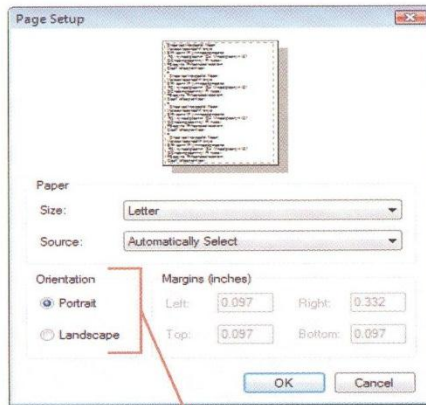 Page Setup
Paper
Size: Letter
Source: Automatically Select
Orientation Margins (inches)
Portrait Left: 0.097 Right: 0.332
Landscape Top: 0.097 Bottom: 0.097
OK Cancel